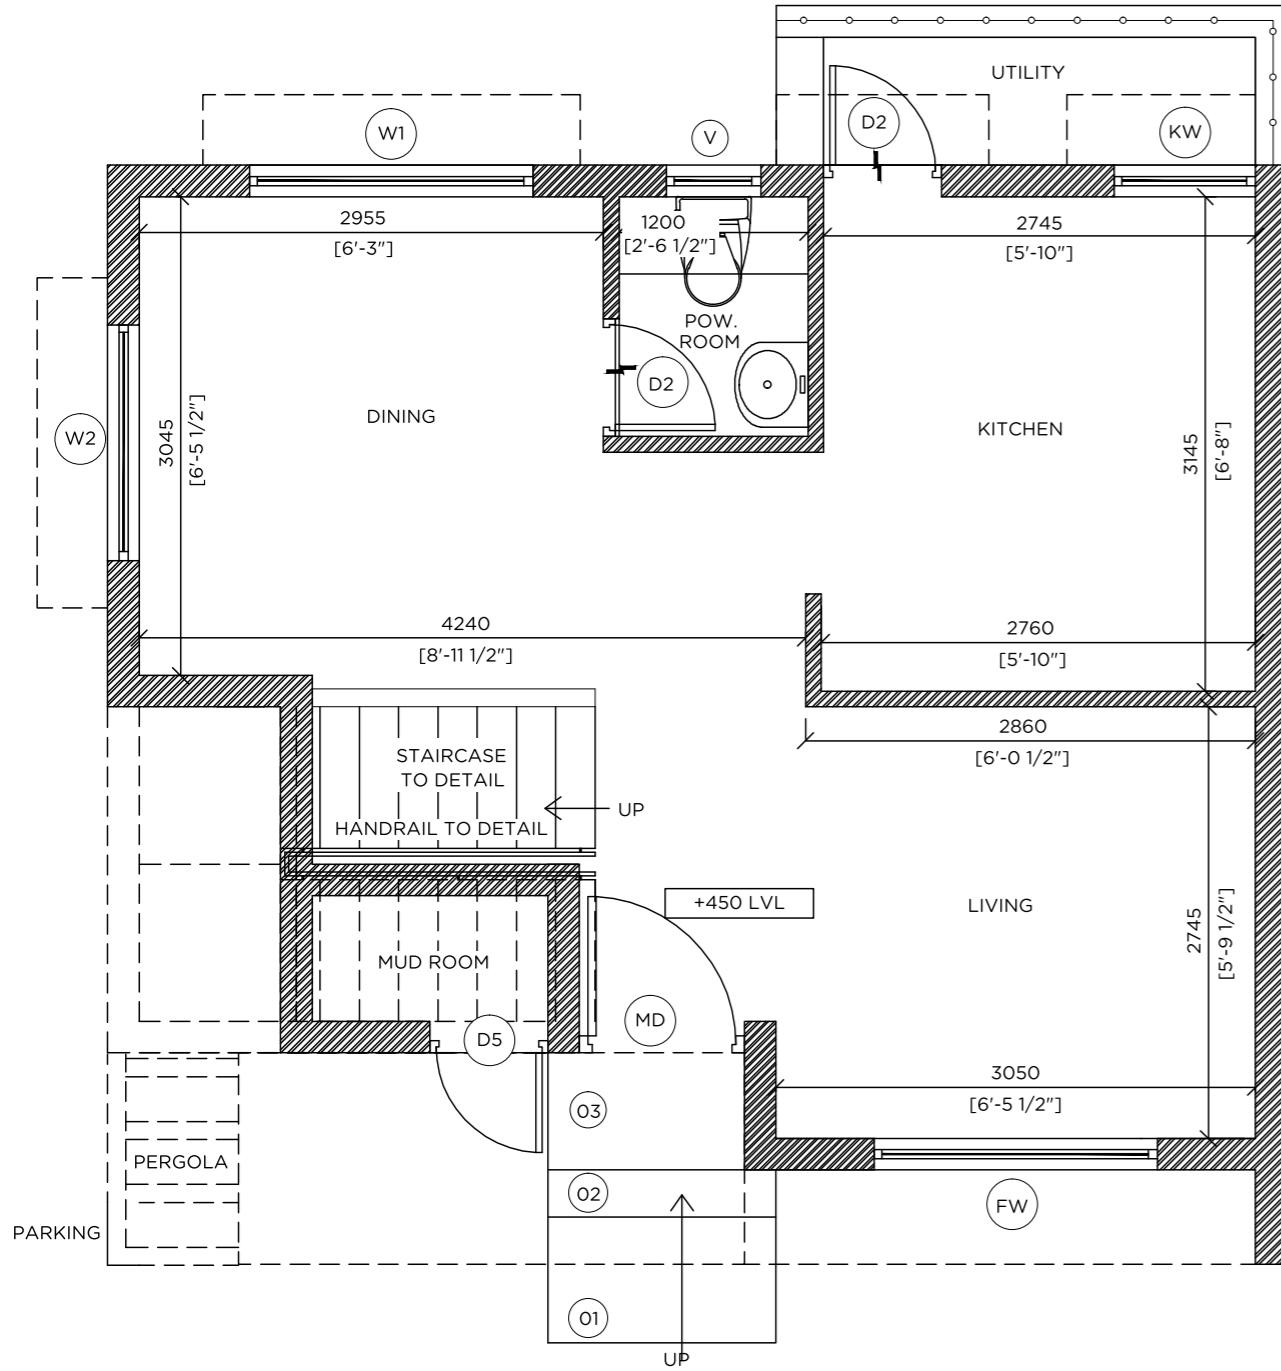 UTILITY
W1
V
D2
KW
2955
[6'-3"]
1200
[2'-6 1/2"]
2745
[5'-10"]
POW.
ROOM
D2
DINING
KITCHEN
W2
3045
[6'-5 1/2"]
3145
[6'-8"]
4240
[8'-11 1/2"]
2760
[5'-10"]
2860
[6'-0 1/2"]
STAIRCASE
TO DETAIL
UP
HANDRAIL TO DETAIL
+450 LVL
LIVING
2745
[5'-9 1/2"]
MUD ROOM
MD
D5
3050
[6'-5 1/2"]
03
PERGOLA
02
FW
PARKING
01
UP